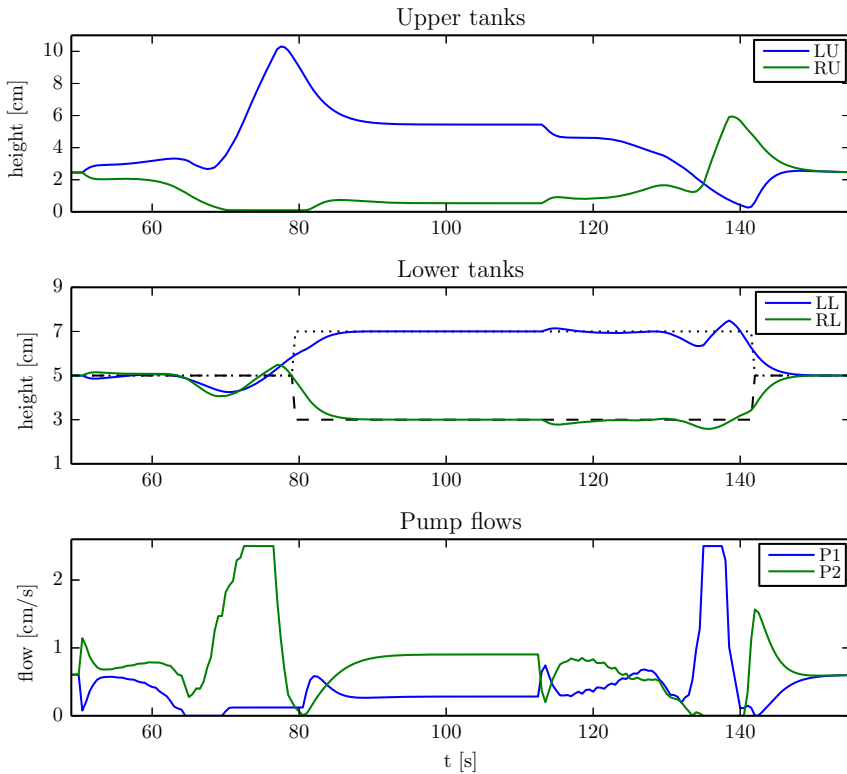 Upper tanks
10
8
6
4
2
0
height [cm]
LU
RU
60
80
100
120
140
Lower tanks
9
7
5
3
1
height [cm]
LL
RL
60
80
100
120
140
Pump flows
2
1
0
flow [cm/s]
P1
P2
60
80
100
120
140
t [s]